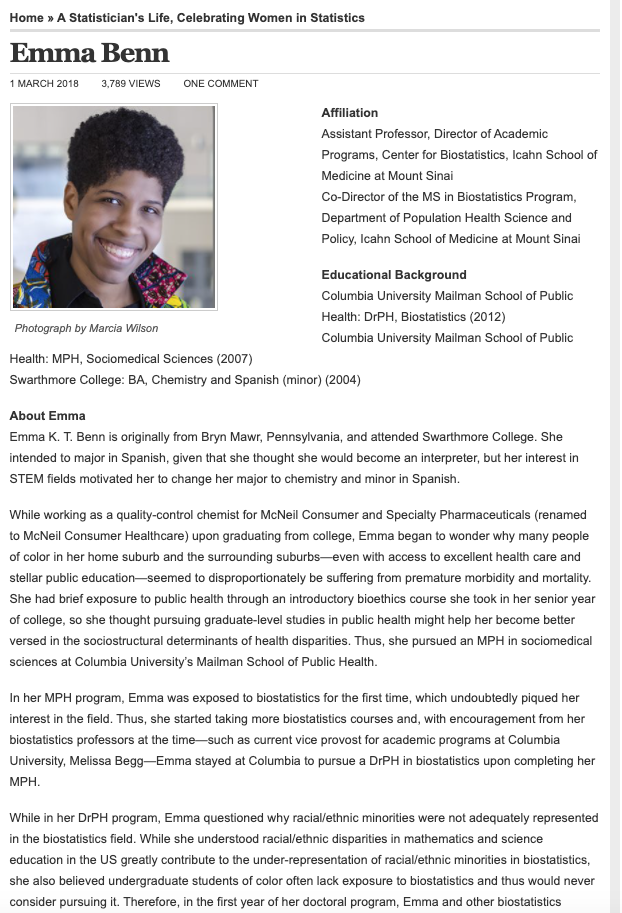 Home » A Statistician's Life, Celebrating Women in Statistics
Emma Benn
1 MARCH 2018 3,789 VIEWS ONE COMMENT
Photograph by Marcia Wilson
Affiliation
Assistant Professor, Director of Academic
Programs, Center for Biostatistics, Icahn School of
Medicine at Mount Sinai
Co-Director of the MS in Biostatistics Program,
Department of Population Health Science and
Policy, Icahn School of Medicine at Mount Sinai
Educational Background
Columbia University Mailman School of Public
Health: DrPH, Biostatistics (2012)
Columbia University Mailman School of Public
Health: MPH, Sociomedical Sciences (2007)
Swarthmore College: BA, Chemistry and Spanish (minor) (2004)
About Emma
Emma K. T. Benn is originally from Bryn Mawr, Pennsylvania, and attended Swarthmore College. She
intended to major in Spanish, given that she thought she would become an interpreter, but her interest in
STEM fields motivated her to change her major to chemistry and minor in Spanish.
While working as a quality-control chemist for McNeil Consumer and Specialty Pharmaceuticals (renamed
to McNeil Consumer Healthcare) upon graduating from college, Emma began to wonder why many people
of color in her home suburb and the surrounding suburbs—even with access to excellent health care and
stellar public education—seemed to disproportionately be suffering from premature morbidity and mortality.
She had brief exposure to public health through an introductory bioethics course she took in her senior year
of college, so she thought pursuing graduate-level studies in public health might help her become better
versed in the sociostructural determinants of health disparities. Thus, she pursued an MPH in sociomedical
sciences at Columbia University's Mailman School of Public Health.
In her MPH program, Emma was exposed to biostatistics for the first time, which undoubtedly piqued her
interest in the field. Thus, she started taking more biostatistics courses and, with encouragement from her
biostatistics professors at the time—such as current vice provost for academic programs at Columbia
University, Melissa Begg—Emma stayed at Columbia to pursue a DrPH in biostatistics upon completing her
MPH.
While in her DrPH program, Emma questioned why racial/ethnic minorities were not adequately represented
in the biostatistics field. While she understood racial/ethnic disparities in mathematics and science
education in the US greatly contribute to the under-representation of racial/ethnic minorities in biostatistics,
she also believed undergraduate students of color often lack exposure to biostatistics and thus would never
consider pursuing it. Therefore, in the first year of her doctoral program, Emma and other biostatistics